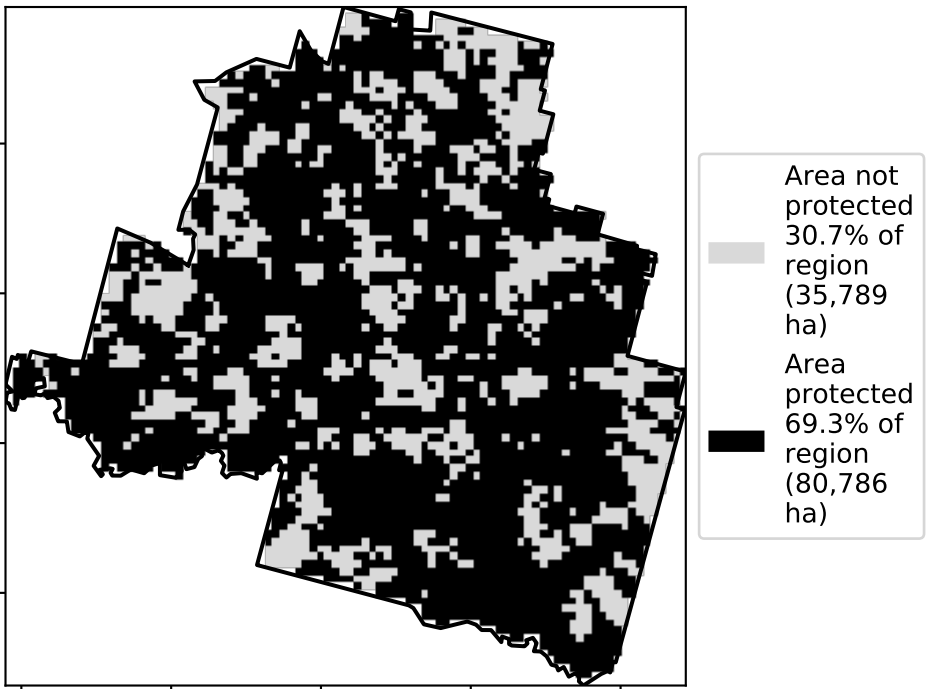 Area not
protected
30.7% of
region
(35,789
ha)
Area
protected
69.3% of
region
(80,786
ha)